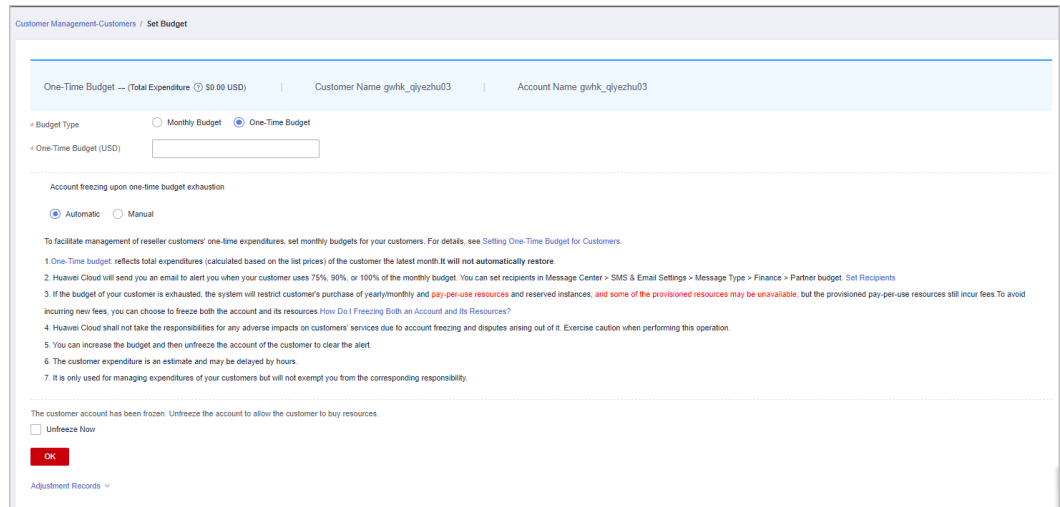 Customer Management-Customers / Set Budget
One-Time Budget -- (Total Expenditure ? $0.00 USD) | Customer Name gwhk_qiyezhu03 | Account Name gwhk_qiyezhu03
* Budget Type Monthly Budget One-Time Budget
* One-Time Budget (USD)
Account freezing upon one-time budget exhaustion
Automatic Manual
To facilitate management of reseller customers' one-time expenditures, set monthly budgets for your customers. For details, see Setting One-Time Budget for Customers.
1.One-Time budget: reflects total expenditures (calculated based on the list prices) of the customer the latest month.It will not automatically restore.
2. Huawei Cloud will send you an email to alert you when your customer uses 75%, 90%, or 100% of the monthly budget. You can set recipients in Message Center > SMS & Email Settings > Message Type > Finance > Partner budget. Set Recipients
3. If the budget of your customer is exhausted, the system will restrict customer's purchase of yearly/monthly and pay-per-use resources and reserved instances, and some of the provisioned resources may be unavailable, but the provisioned pay-per-use resources still incur fees.To avoid
incurring new fees, you can choose to freeze both the account and its resources.How Do I Freezing Both an Account and Its Resources?
4. Huawei Cloud shall not take the responsibilities for any adverse impacts on customers' services due to account freezing and disputes arising out of it. Exercise caution when performing this operation.
5. You can increase the budget and then unfreeze the account of the customer to clear the alert.
6. The customer expenditure is an estimate and may be delayed by hours.
7. It is only used for managing expenditures of your customers but will not exempt you from the corresponding responsibility.
The customer account has been frozen. Unfreeze the account to allow the customer to buy resources.
Unfreeze Now
OK
Adjustment Records